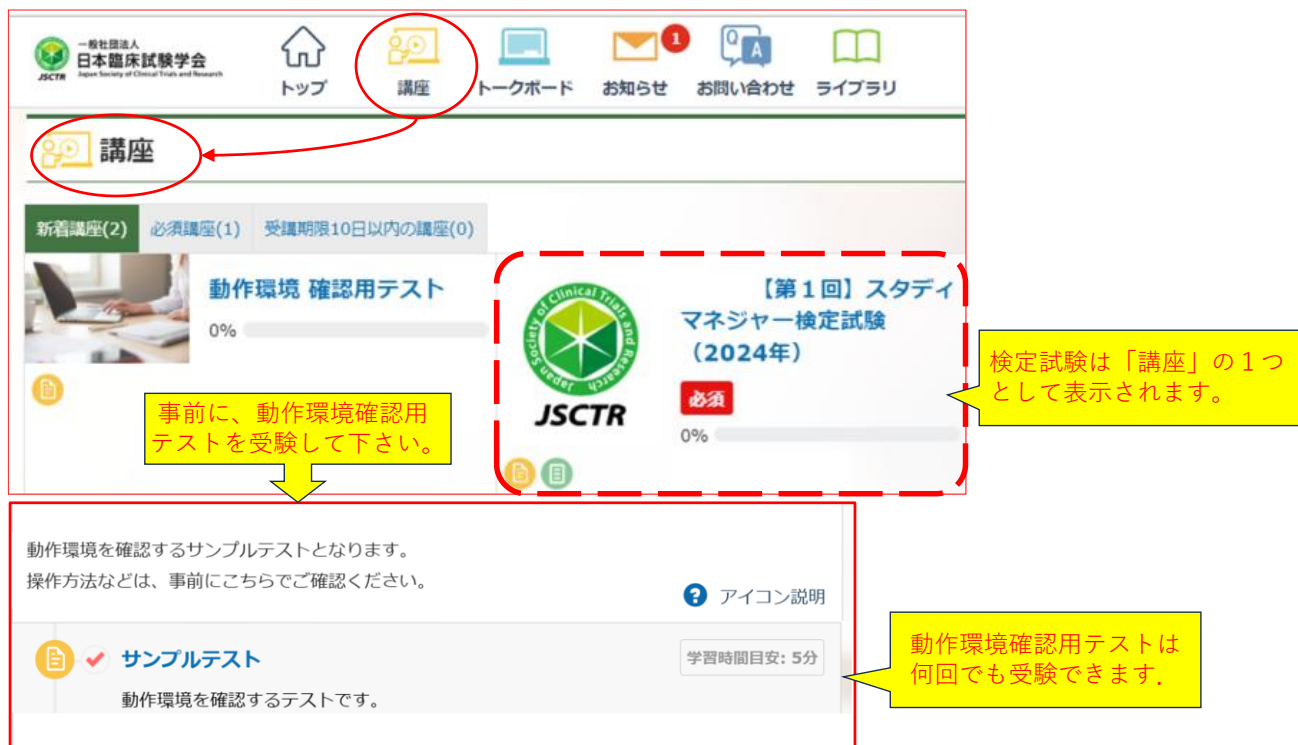 一般社団法人
日本臨床試験学会
Japan Society of Clinical Trials and Research
JSCTR
トップ
講座
トークボード
1
お知らせ
Q
A
お問い合わせ
ライブラリ
講座
新着講座(2)
必須講座(1)
受講期限10日以内の講座(0)
動作環境 確認用テスト
0%
Japan Society of Clinical Trials and Research
JSCTR
【第1回】スタディ
マネジャー検定試験
（2024年）
必須
0%
検定試験は「講座」の１つ
として表示されます。
事前に、動作環境確認用
テストを受験して下さい。
動作環境を確認するサンプルテストとなります。
操作方法などは、事前にこちらでご確認ください。
? アイコン説明
サンプルテスト
学習時間目安: 5分
動作環境を確認するテストです。
動作環境確認用テストは
何回でも受験できます.